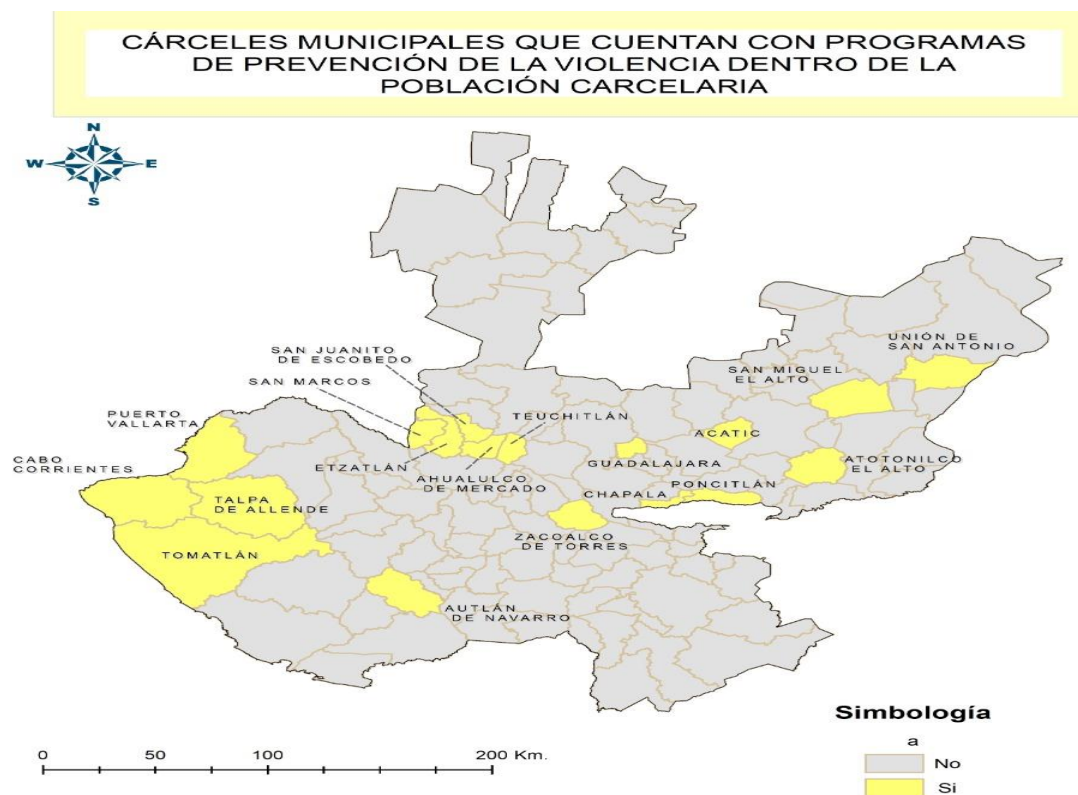 CÁRCELES MUNICIPALES QUE CUENTAN CON PROGRAMAS
DE PREVENCIÓN DE LA VIOLENCIA DENTRO DE LA
POBLACIÓN CARCELARIA
N
W
E
S
UNIÓN DE
SAN ANTONIO
SAN JUANITO
DE ESCOBEDO
SAN MIGUEL
EL ALTO
SAN MARCOS
PUERTO
VALLARTA
TEUCHITLÁN
ACATIC
CABO
CORRIENTES
ETZATLÁN
AHUALULCO
DE MERCADO
GUADALAJARA
ATOTONILCO
EL ALTO
PONCITLÁN
CHAPALA
TALPA
DE ALLENDE
ZACOALCO
DE TORRES
TOMATLÁN
AUTLÁN
DE NAVARRO
Simbología
a
No
Si
0 50 100 200 Km.